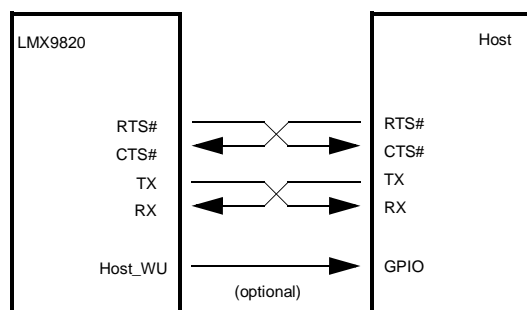 LMX9820 Host
RTS# RTS#
CTS# CTS#
TX TX
RX RX
Host_WU GPIO
(optional)